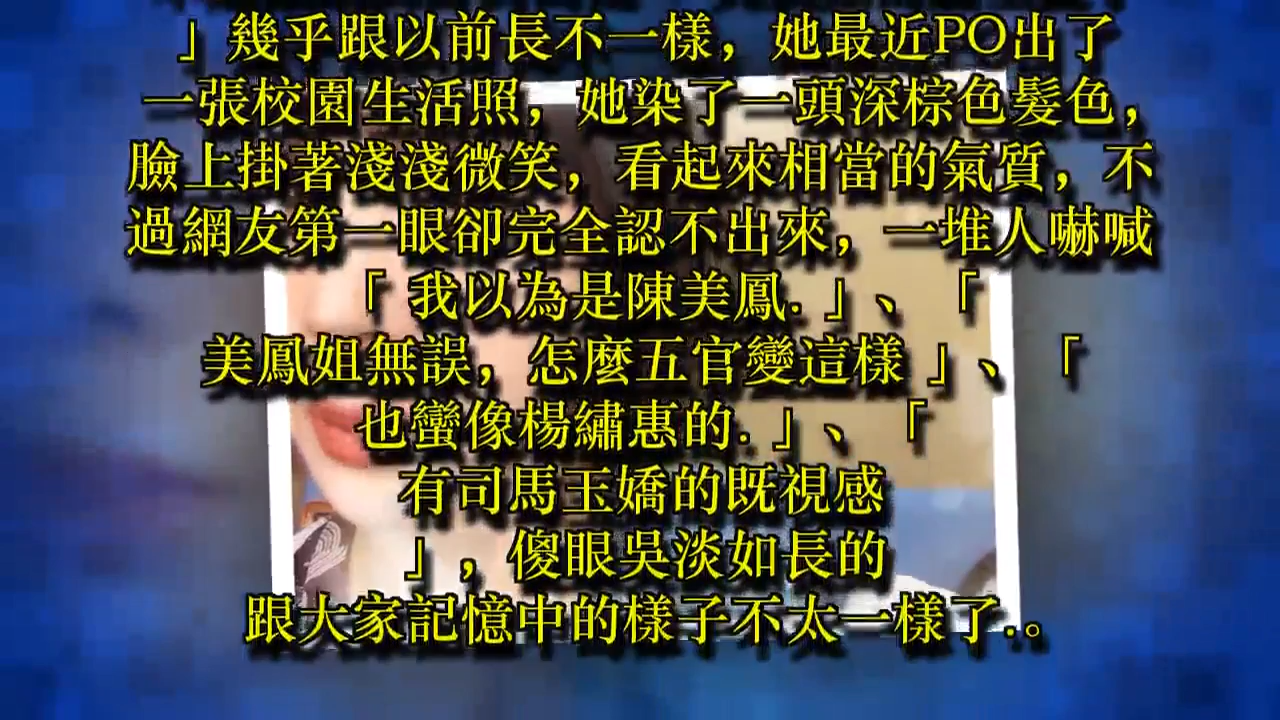 」幾乎跟以前長不一樣，她最近PO出了
一張校園生活照，她染了一頭深棕色髮色，
臉上掛著淺淺微笑，看起來相當的氣質，不
過網友第一眼卻完全認不出來，一堆人嚇喊
「 我以為是陳美鳳. 」、「
美鳳姐無誤，怎麼五官變這樣 」、「
也蠻像楊繡惠的. 」、「
有司馬玉嬌的既視感
」，傻眼吳淡如長的
跟大家記憶中的樣子不太一樣了.。